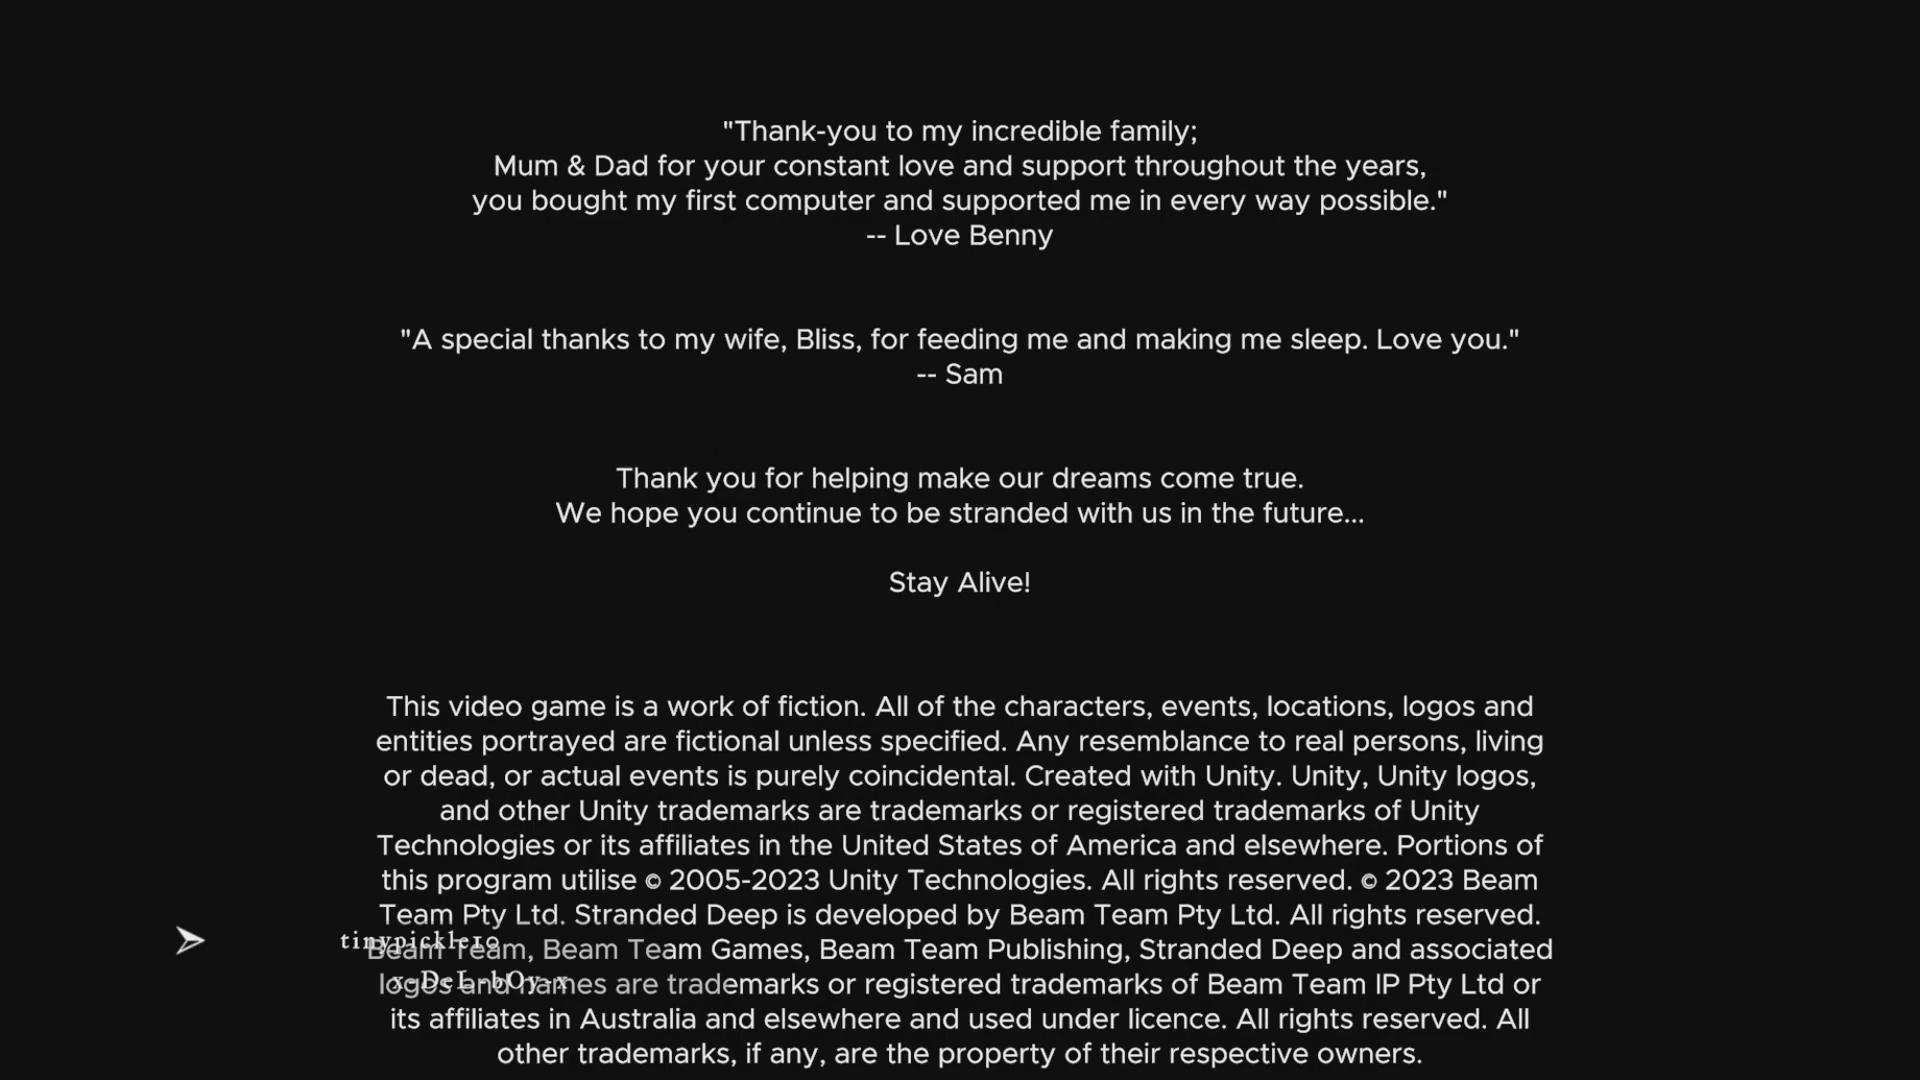 "Thank-you to my incredible family;
Mum & Dad for your constant love and support throughout the years,
you bought my first computer and supported me in every way possible."
-- Love Benny
"A special thanks to my wife, Bliss, for feeding me and making me sleep. Love you."
-- Sam
Thank you for helping make our dreams come true.
We hope you continue to be stranded with us in the future...
Stay Alive!
This video game is a work of fiction. All of the characters, events, locations, logos and
entities portrayed are fictional unless specified. Any resemblance to real persons, living
or dead, or actual events is purely coincidental. Created with Unity. Unity, Unity logos,
and other Unity trademarks are trademarks or registered trademarks of Unity
Technologies or its affiliates in the United States of America and elsewhere. Portions of
this program utilise © 2005-2023 Unity Technologies. All rights reserved. © 2023 Beam
Team Pty Ltd. Stranded Deep is developed by Beam Team Pty Ltd. All rights reserved.
tinypickle10
Beam Team, Beam Team Games, Beam Team Publishing, Stranded Deep and associated
x-DeL-bOy-x
logos and names are trademarks or registered trademarks of Beam Team IP Pty Ltd or
its affiliates in Australia and elsewhere and used under licence. All rights reserved. All
other trademarks, if any, are the property of their respective owners.